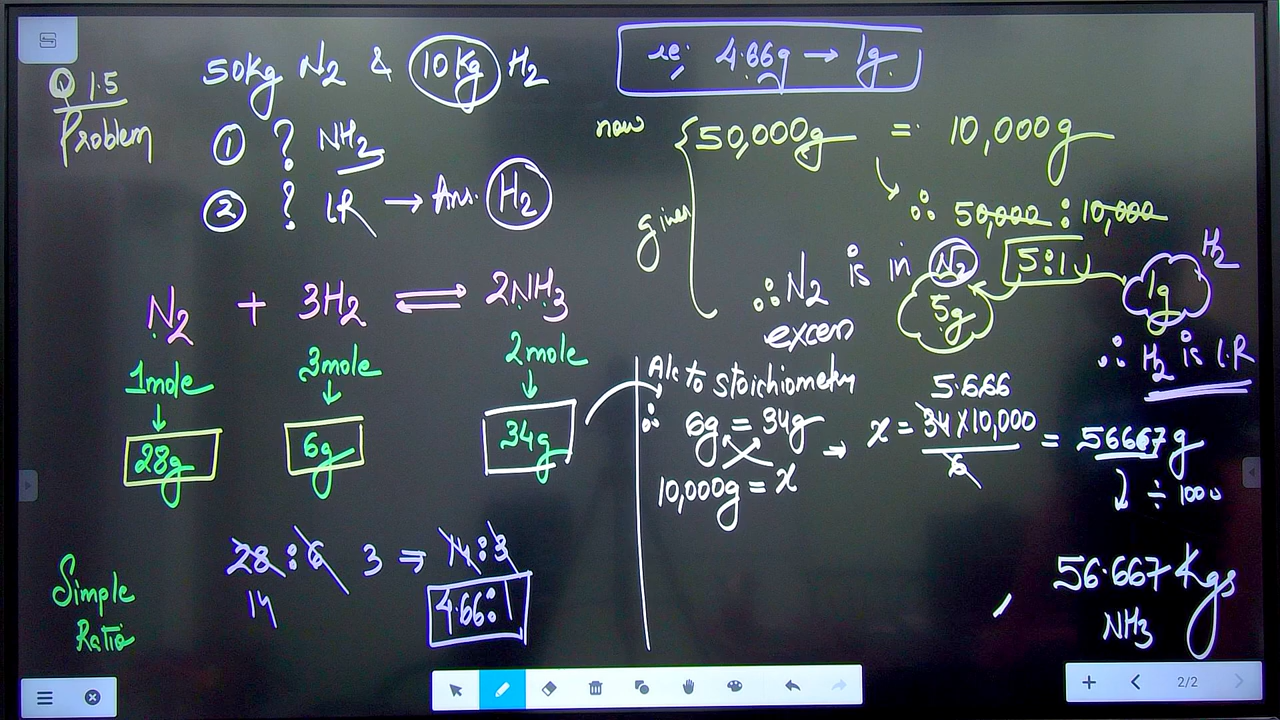 Q 1.5
Problem
50Kg N2 & 10Kg H2
① ? NH2
② ? LR → Ans. H2
N2 + 3H2 ⇌ 2NH3
1mole 3mole 2mole
28g 6g 34g
Simple Ratio
28 : 6 3 ⇒ 14 : 3
14
4.66 : 1
ie; 4.66g → 1g.
now
given
50,000g = 10,000g
∴ 50,000 : 10,000
5:1
∴ N2 is in excess
N2
5g
H2
1g
∴ H2 is L.R
A/c to stoichiometry
∴ 6g = 34g
10,000g = x
→ x = 34 × 10,000 / 6 = 56667g
5.666
÷ 1000
56.667 Kgs
NH3
2/2